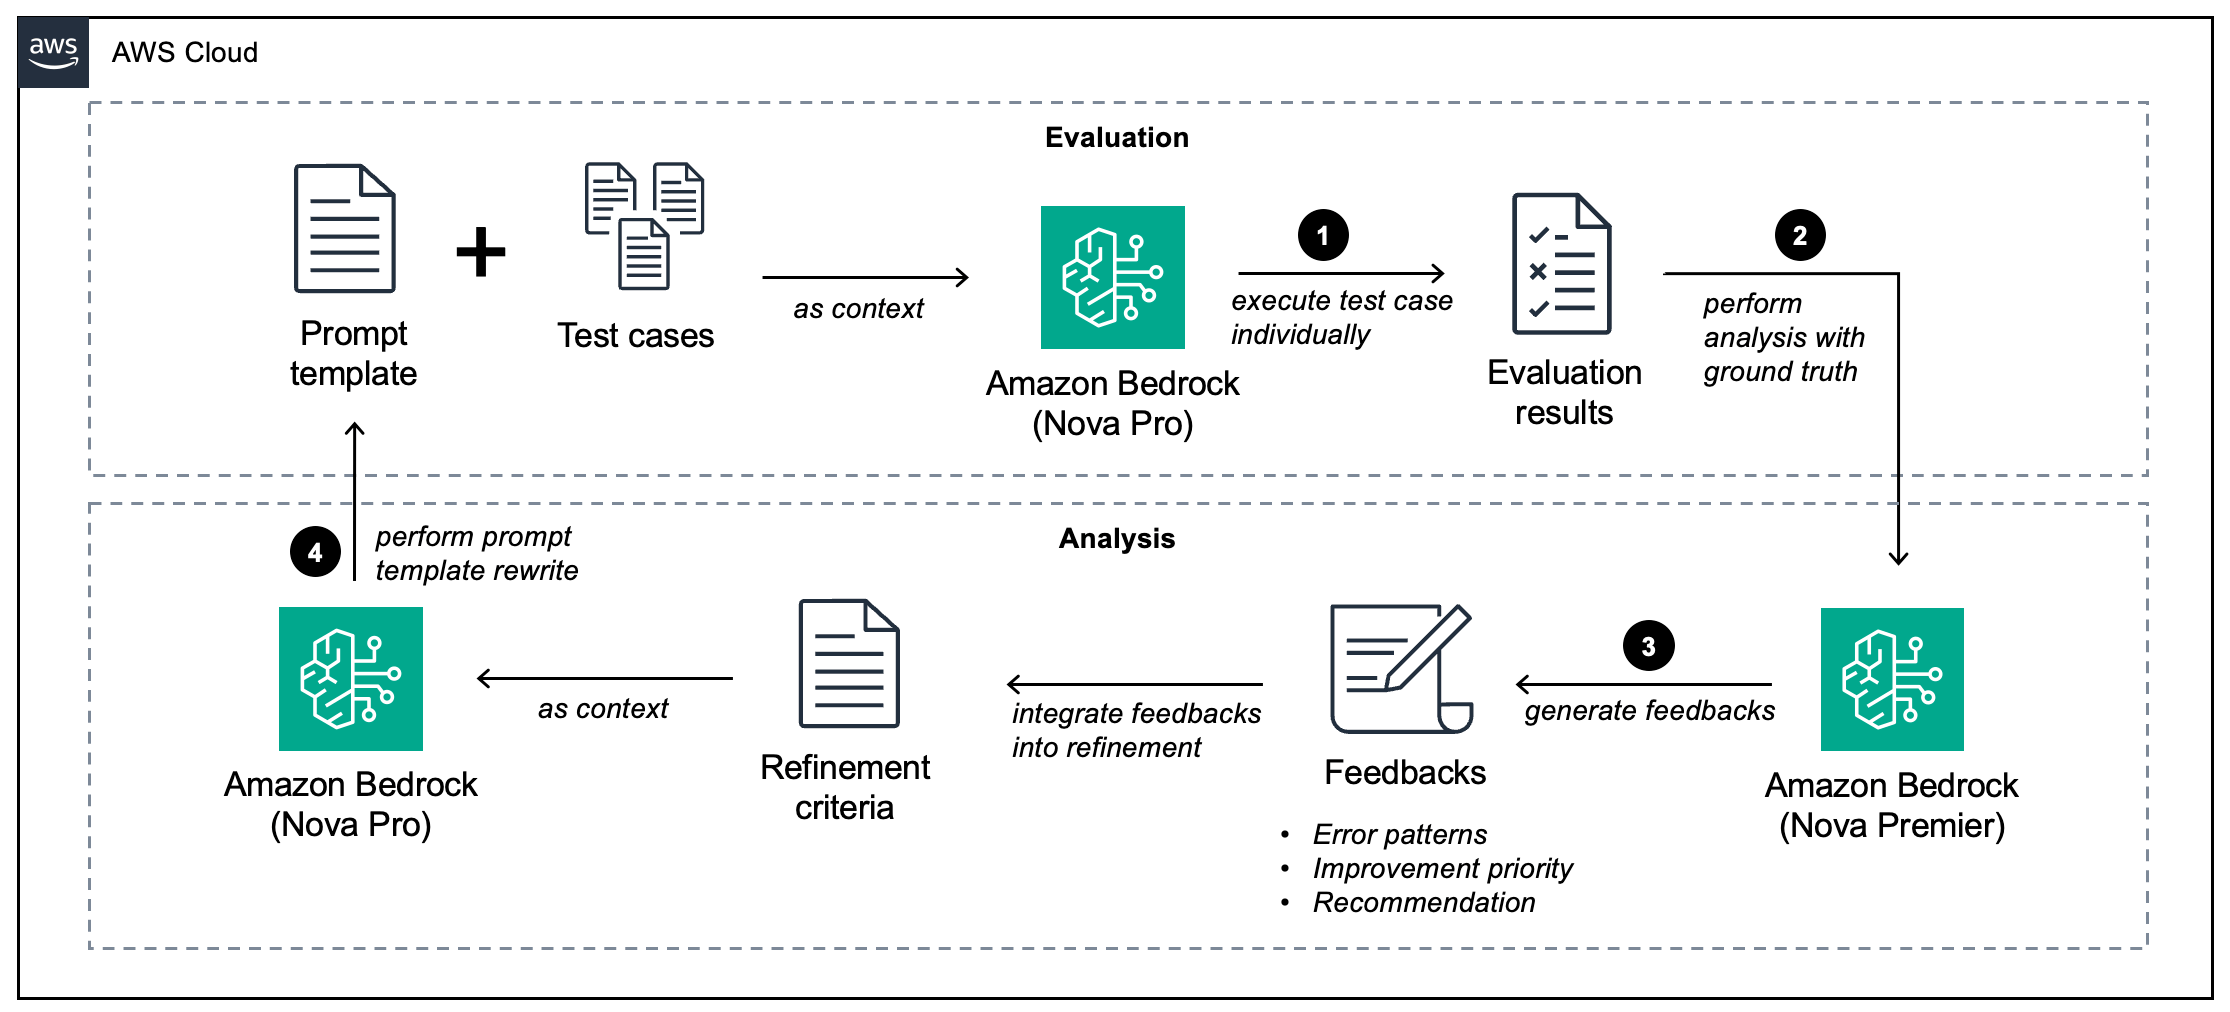 aws
AWS Cloud
Evaluation
Prompt
template
Test cases
as context
Amazon Bedrock
(Nova Pro)
1
execute test case
individually
Evaluation
results
2
perform
analysis with
ground truth
Analysis
Amazon Bedrock
(Nova Premier)
3
generate feedbacks
Feedbacks
• Error patterns
• Improvement priority
• Recommendation
integrate feedbacks
into refinement
Refinement
criteria
as context
Amazon Bedrock
(Nova Pro)
4
perform prompt
template rewrite